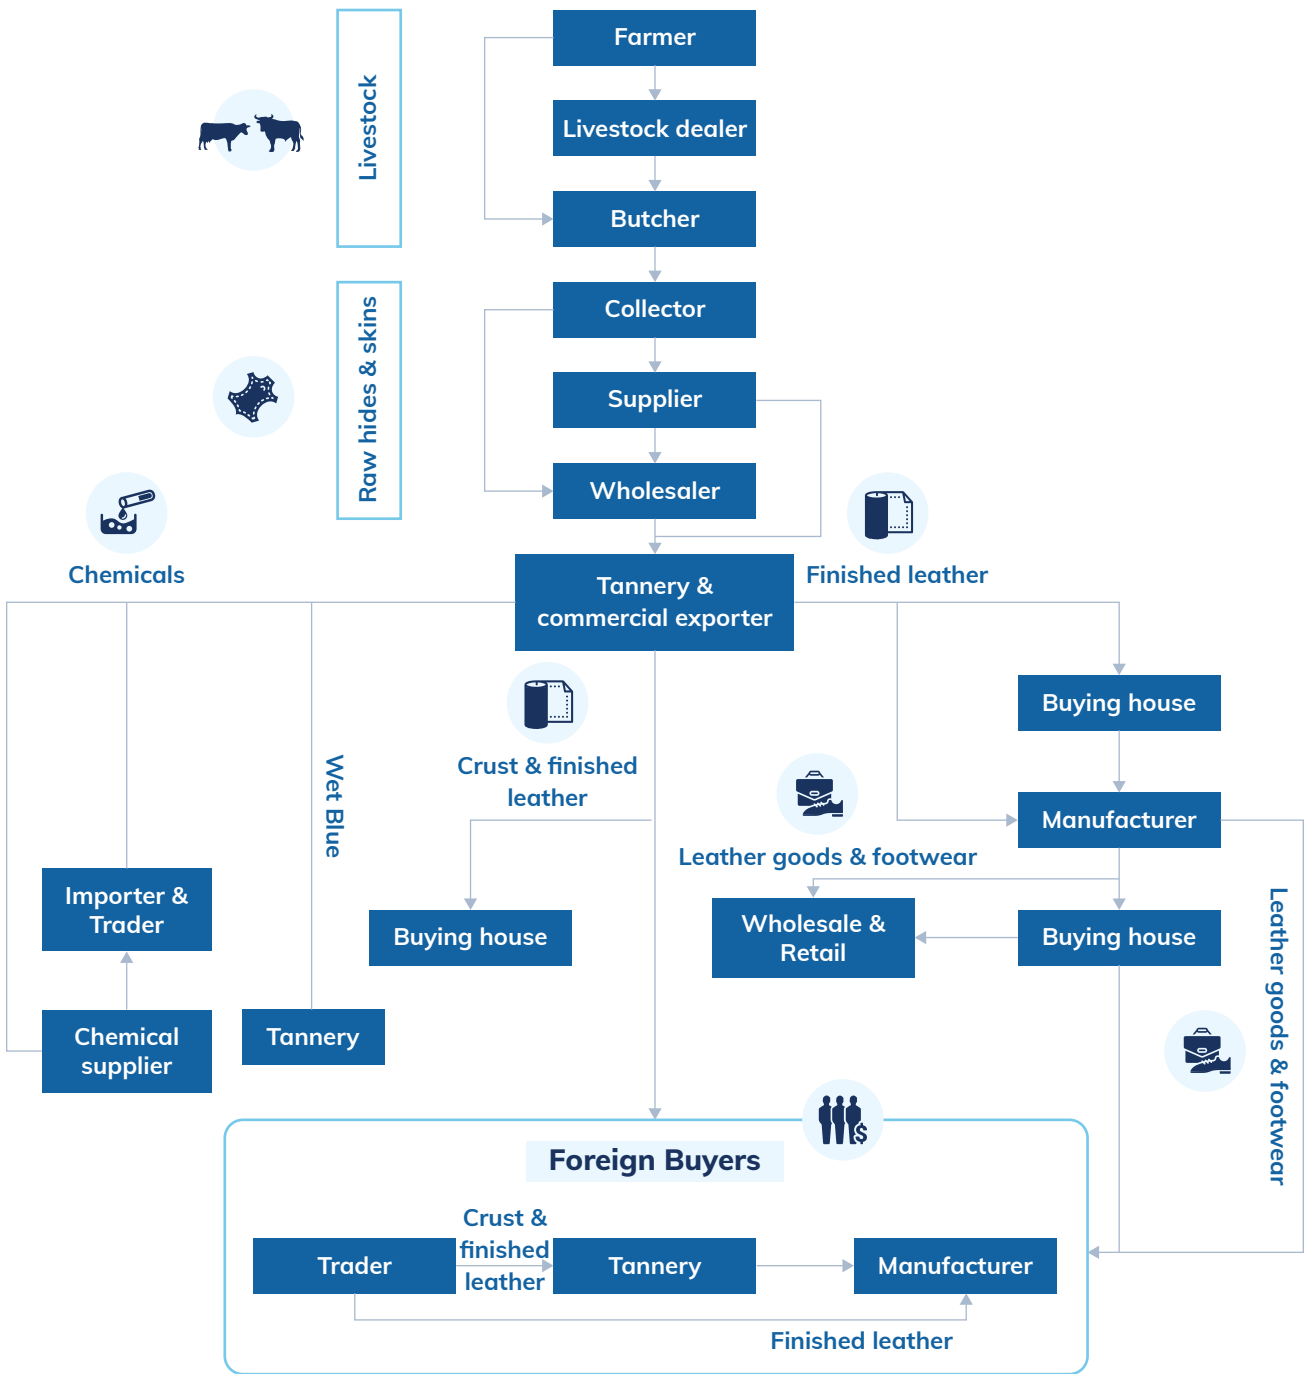 Farmer
Livestock
Livestock dealer
Butcher
Collector
Raw hides & skins
Supplier
Wholesaler
Chemicals
Tannery &
commercial exporter
Finished leather
Buying house
Crust & finished
leather
Wet Blue
Manufacturer
Leather goods & footwear
Importer &
Trader
Buying house
Wholesale &
Retail
Buying house
Leather goods & footwear
Chemical
supplier
Tannery
Foreign Buyers
Crust &
finished
leather
Trader
Tannery
Manufacturer
Finished leather